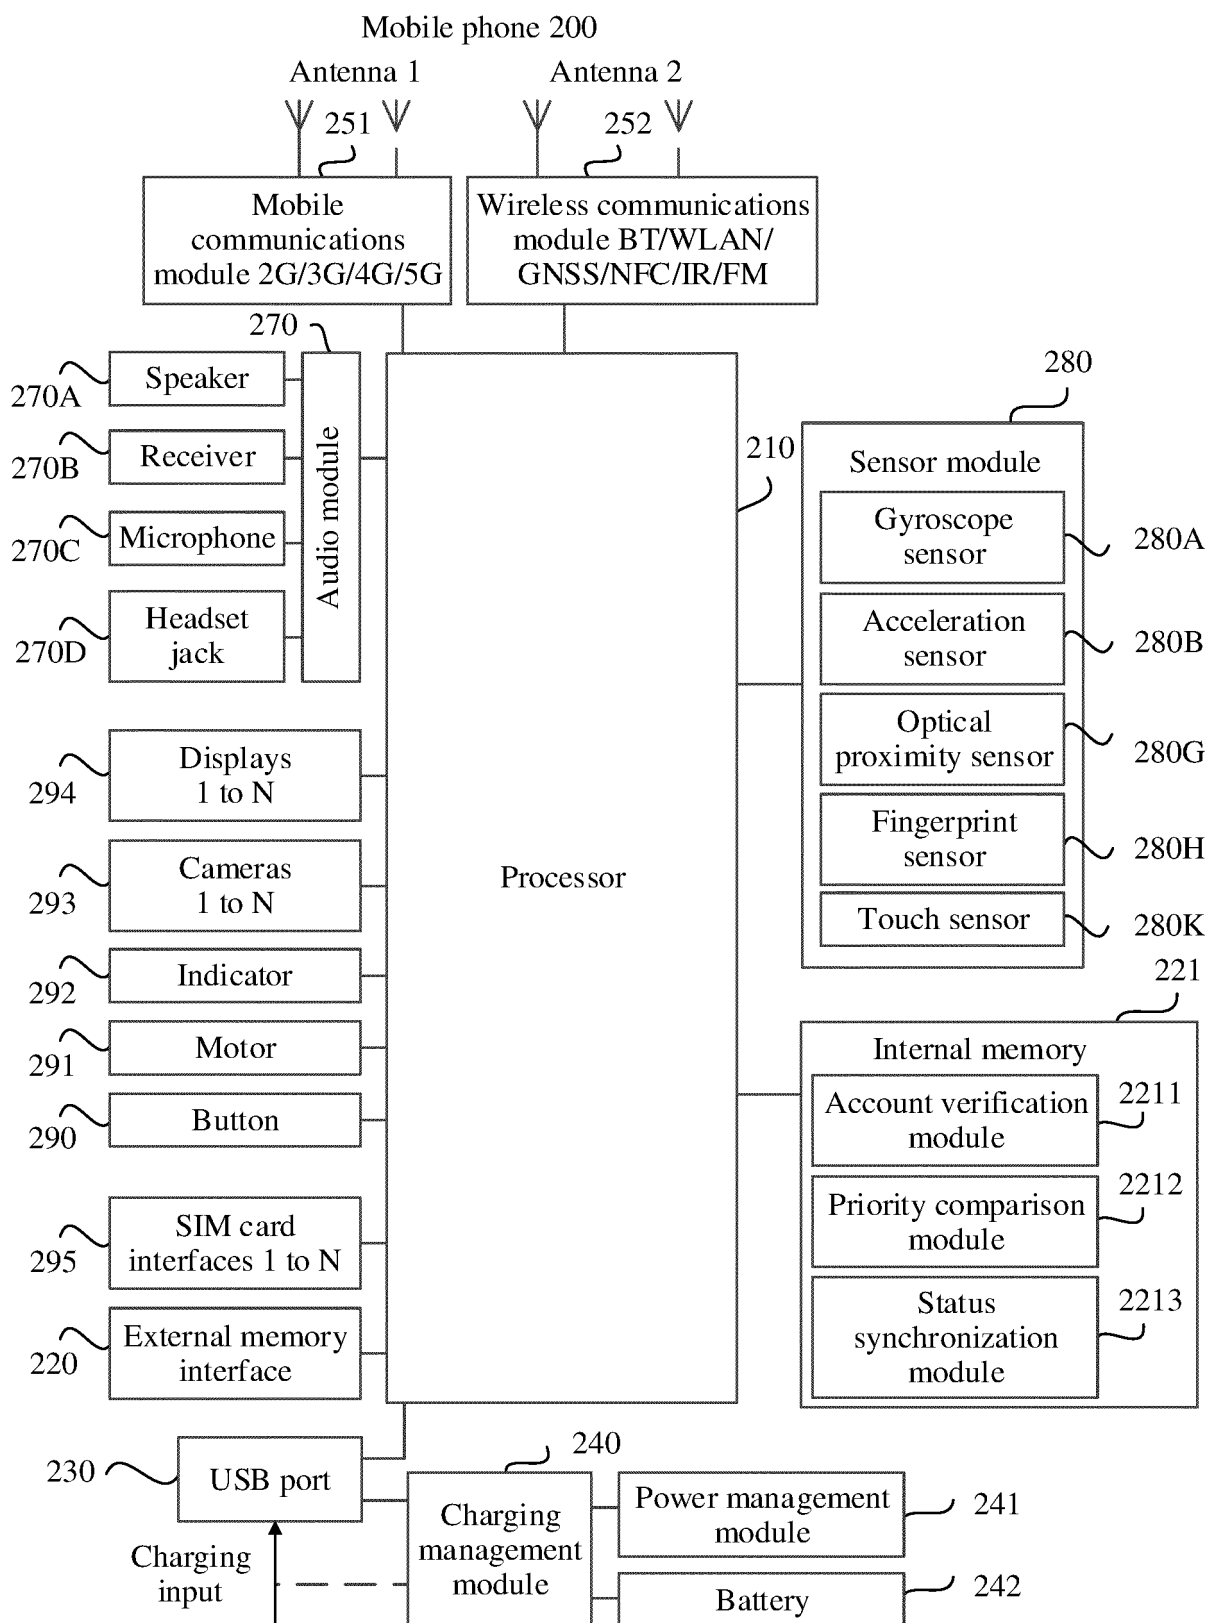 Mobile phone 200
Antenna 1
Antenna 2
251
252
Mobile
communications
module 2G/3G/4G/5G
Wireless communications
module BT/WLAN/
GNSS/NFC/IR/FM
270
Audio module
270A
Speaker
270B
Receiver
270C
Microphone
270D
Headset
jack
294
Displays
1 to N
293
Cameras
1 to N
292
Indicator
291
Motor
290
Button
295
SIM card
interfaces 1 to N
220
External memory
interface
Processor
210
280
Sensor module
Gyroscope
sensor
280A
Acceleration
sensor
280B
Optical
proximity sensor
280G
Fingerprint
sensor
280H
Touch sensor
280K
221
Internal memory
Account verification
module
2211
Priority comparison
module
2212
Status
synchronization
module
2213
230
USB port
Charging
input
240
Charging
management
module
Power management
module
241
Battery
242